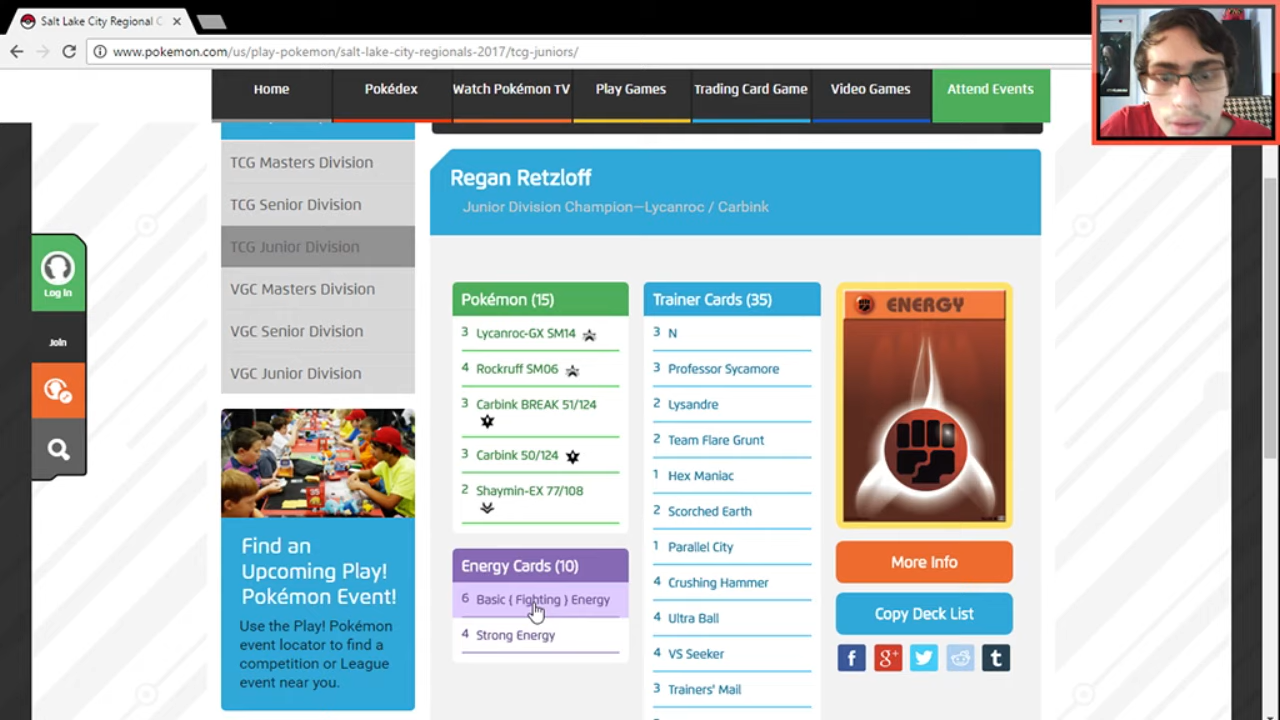 Salt Lake City Regional C
www.pokemon.com/us/play-pokemon/salt-lake-city-regionals-2017/tcg-juniors/
Home
Pokédex
Watch Pokémon TV
Play Games
Trading Card Game
Video Games
Attend Events
Log In
Join
TCG Masters Division
TCG Senior Division
TCG Junior Division
VGC Masters Division
VGC Senior Division
VGC Junior Division
Find an
Upcoming Play!
Pokémon Event!
Use the Play! Pokémon
event locator to find a
competition or League
event near you.
Regan Retzloff
Junior Division Champion—Lycanroc / Carbink
Pokémon (15)
3 Lycanroc-GX SM14
4 Rockruff SM06
3 Carbink BREAK 51/124
3 Carbink 50/124
2 Shaymin-EX 77/108
Energy Cards (10)
6 Basic { Fighting } Energy
4 Strong Energy
Trainer Cards (35)
3 N
3 Professor Sycamore
2 Lysandre
2 Team Flare Grunt
1 Hex Maniac
2 Scorched Earth
1 Parallel City
4 Crushing Hammer
4 Ultra Ball
4 VS Seeker
3 Trainers' Mail
ENERGY
More Info
Copy Deck List
f
g+
t